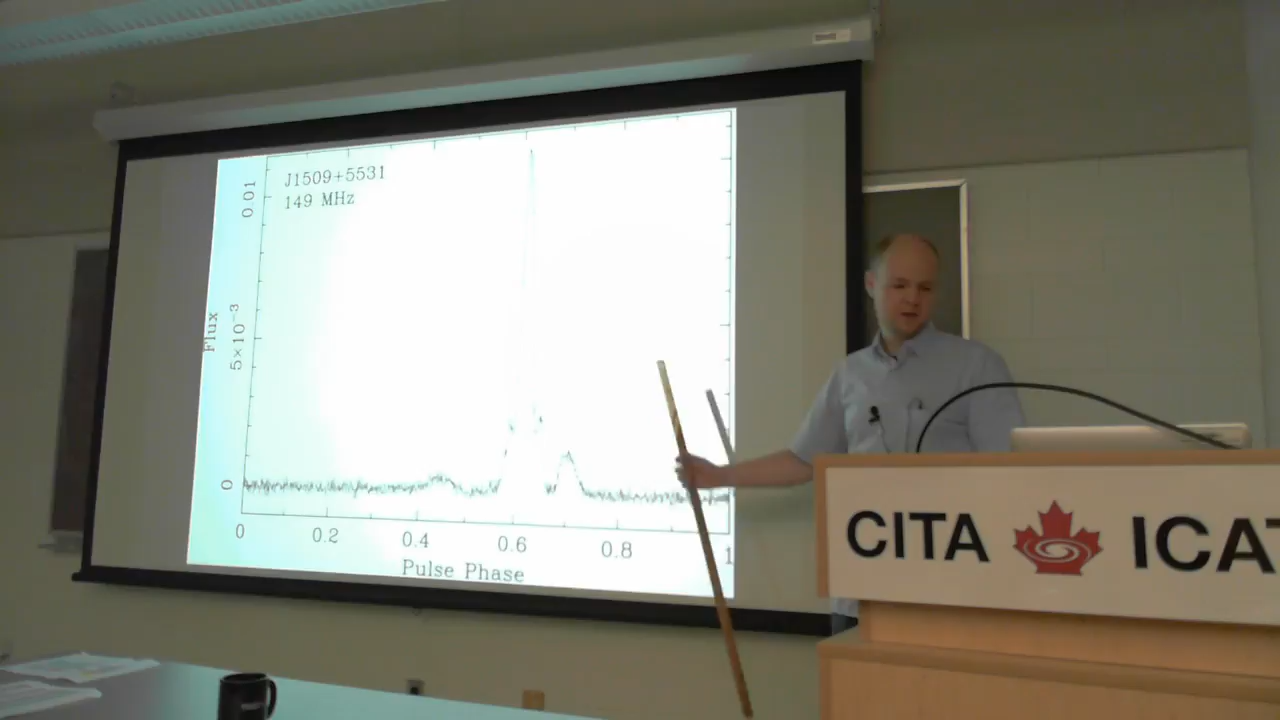 J1509+5531
149 MHz
0.01
5×10⁻³
0
Flux
0 0.2 0.4 0.6 0.8 1
Pulse Phase
CITA ICAT